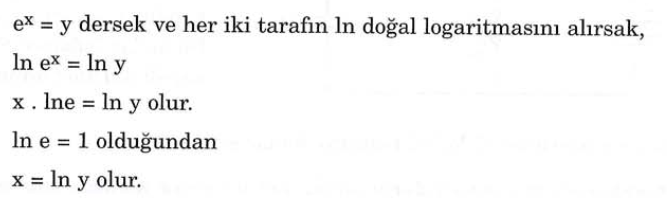 eˣ = y dersek ve her iki tarafın ln doğal logaritmasını alırsak,
ln eˣ = ln y
x . lne = ln y olur.
ln e = 1 olduğundan
x = ln y olur.